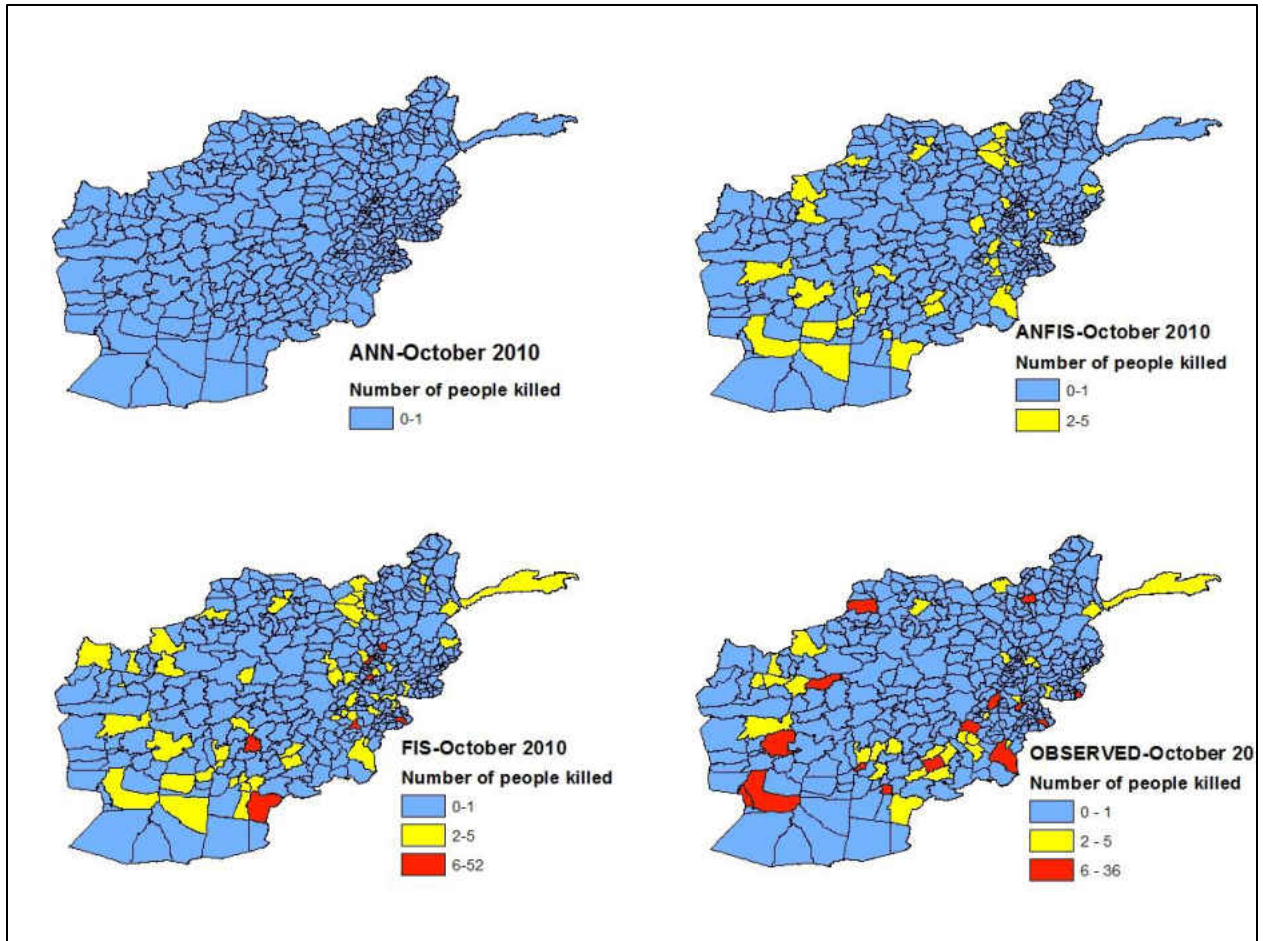 ANN-October 2010
Number of people killed
0-1
ANFIS-October 2010
Number of people killed
0-1
2-5
FIS-October 2010
Number of people killed
0-1
2-5
6-52
OBSERVED-October 20
Number of people killed
0 - 1
2 - 5
6 - 36